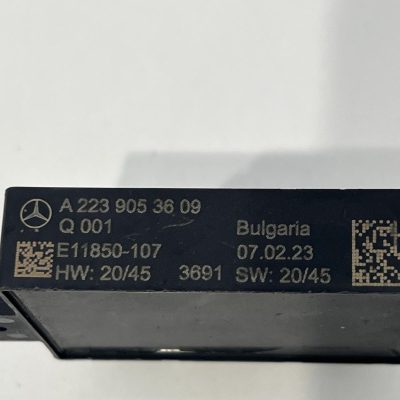 A 223 905 36 09
Q 001 Bulgaria
E11850-107 07.02.23
HW: 20/45 3691 SW: 20/45